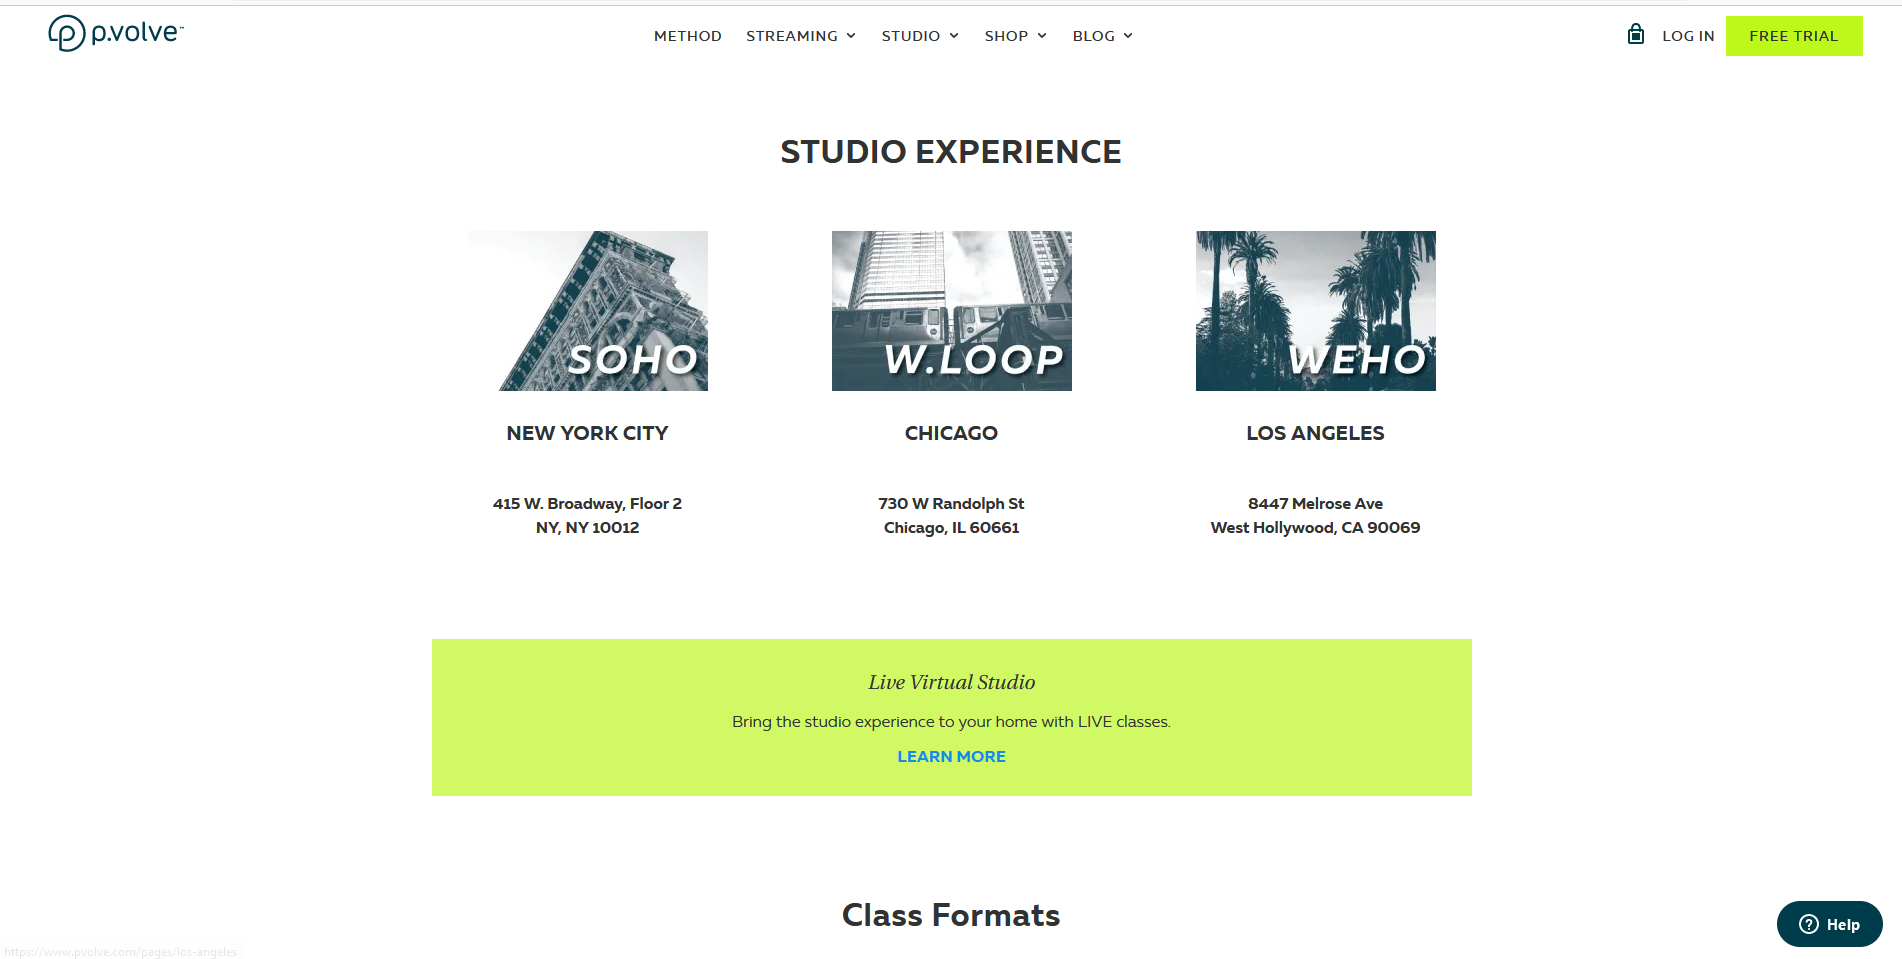 p.volve™
METHOD STREAMING STUDIO SHOP BLOG
LOG IN FREE TRIAL
STUDIO EXPERIENCE
SOHO
W.LOOP
WEHO
NEW YORK CITY
CHICAGO
LOS ANGELES
415 W. Broadway, Floor 2
NY, NY 10012
730 W Randolph St
Chicago, IL 60661
8447 Melrose Ave
West Hollywood, CA 90069
Live Virtual Studio
Bring the studio experience to your home with LIVE classes.
LEARN MORE
Class Formats
Help
https://www.pvolve.com/pages/los-angeles